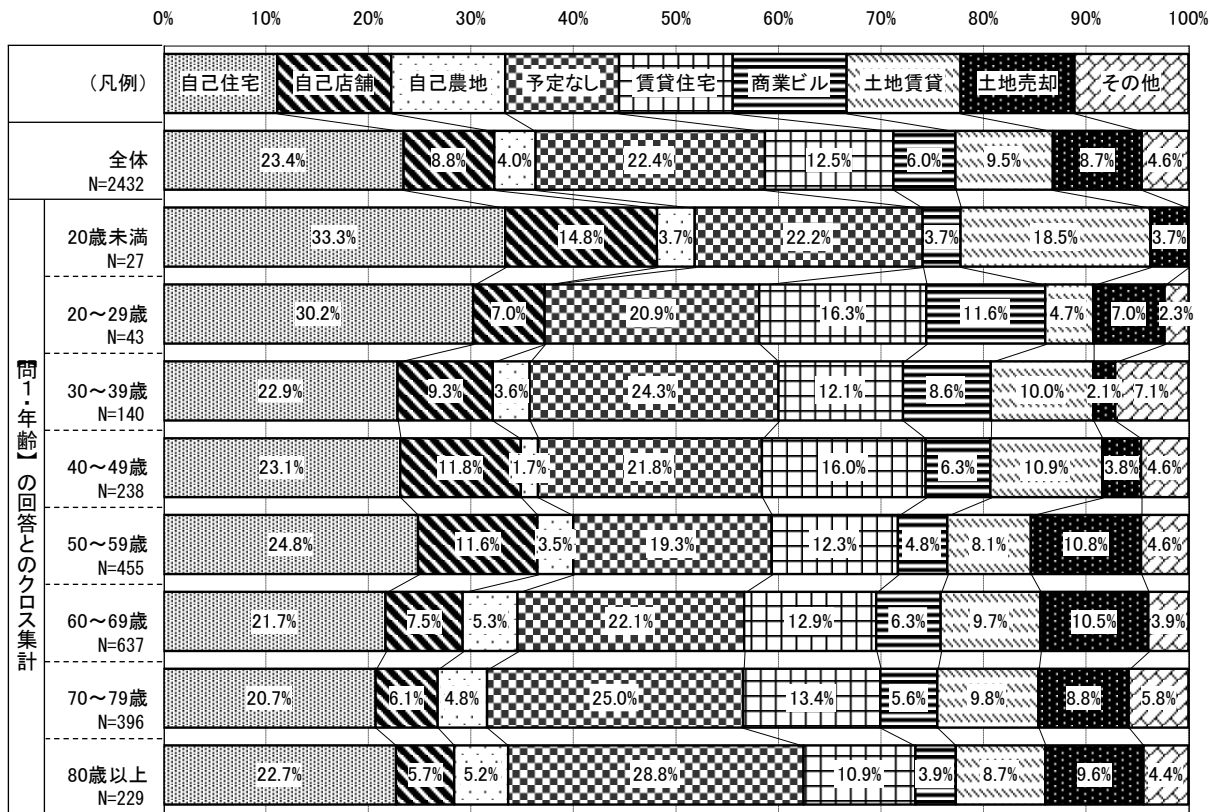 0% 10% 20% 30% 40% 50% 60% 70% 80% 90% 100%
(凡例) 自己住宅 自己店舗 自己農地 予定なし 賃貸住宅 商業ビル 土地賃貸 土地売却 その他
全体 23.4% 8.8% 4.0% 22.4% 12.5% 6.0% 9.5% 8.7% 4.6%
N=2432
【問1・年齢】の回答とのクロス集計
20歳未満 33.3% 14.8% 3.7% 22.2% 3.7% 18.5% 3.7%
N=27
20～29歳 30.2% 7.0% 20.9% 16.3% 11.6% 4.7% 7.0% 2.3%
N=43
30～39歳 22.9% 9.3% 3.6% 24.3% 12.1% 8.6% 10.0% 2.1% 7.1%
N=140
40～49歳 23.1% 11.8% 1.7% 21.8% 16.0% 6.3% 10.9% 3.8% 4.6%
N=238
50～59歳 24.8% 11.6% 3.5% 19.3% 12.3% 4.8% 8.1% 10.8% 4.6%
N=455
60～69歳 21.7% 7.5% 5.3% 22.1% 12.9% 6.3% 9.7% 10.5% 3.9%
N=637
70～79歳 20.7% 6.1% 4.8% 25.0% 13.4% 5.6% 9.8% 8.8% 5.8%
N=396
80歳以上 22.7% 5.7% 5.2% 28.8% 10.9% 3.9% 8.7% 9.6% 4.4%
N=229